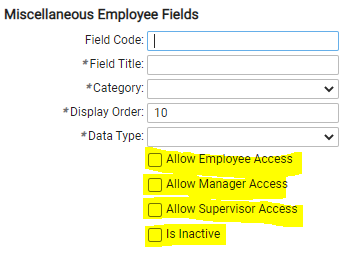 Miscellaneous Employee Fields
Field Code:
*Field Title:
*Category:
*Display Order: 10
*Data Type:
Allow Employee Access
Allow Manager Access
Allow Supervisor Access
Is Inactive